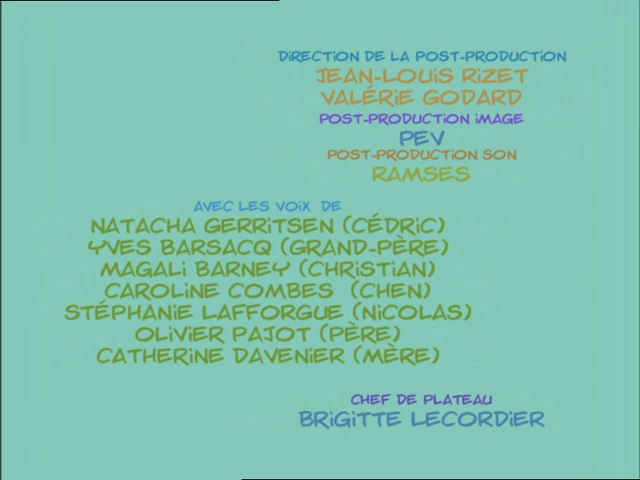 DIRECTION DE LA POST-PRODUCTION
JEAN-LOUIS RIZET
VALÉRIE GODARD
POST-PRODUCTION IMAGE
PEV
POST-PRODUCTION SON
RAMSES
AVEC LES VOIX DE
NATACHA GERRITSEN (CÉDRIC)
YVES BARSACQ (GRAND-PÈRE)
MAGALI BARNEY (CHRISTIAN)
CAROLINE COMBES (CHEN)
STÉPHANIE LAFFORGUE (NICOLAS)
OLIVIER PAJOT (PÈRE)
CATHERINE DAVENIER (MÈRE)
CHEF DE PLATEAU
BRIGITTE LECORDIER